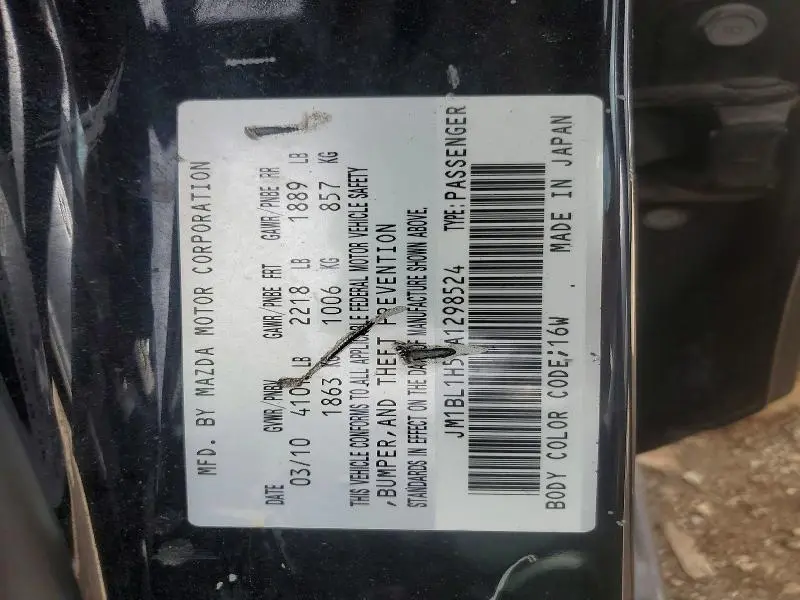 MFD. BY MAZDA MOTOR CORPORATION
DATE GVWR/PNBV GAWR/PNBE FRT GAWR/PNBE RR
03/10 LB 2218 LB 1889 LB
1863 KG 1006 KG 857 KG
THIS VEHICLE CONFORMS TO ALL APPLICABLE FEDERAL MOTOR VEHICLE SAFETY
,BUMPER,AND THEFT PREVENTION
STANDARDS IN EFFECT ON THE DATE OF MANUFACTURE SHOWN ABOVE.
TYPE:PASSENGER
BODY COLOR CODE;16W . MADE IN JAPAN